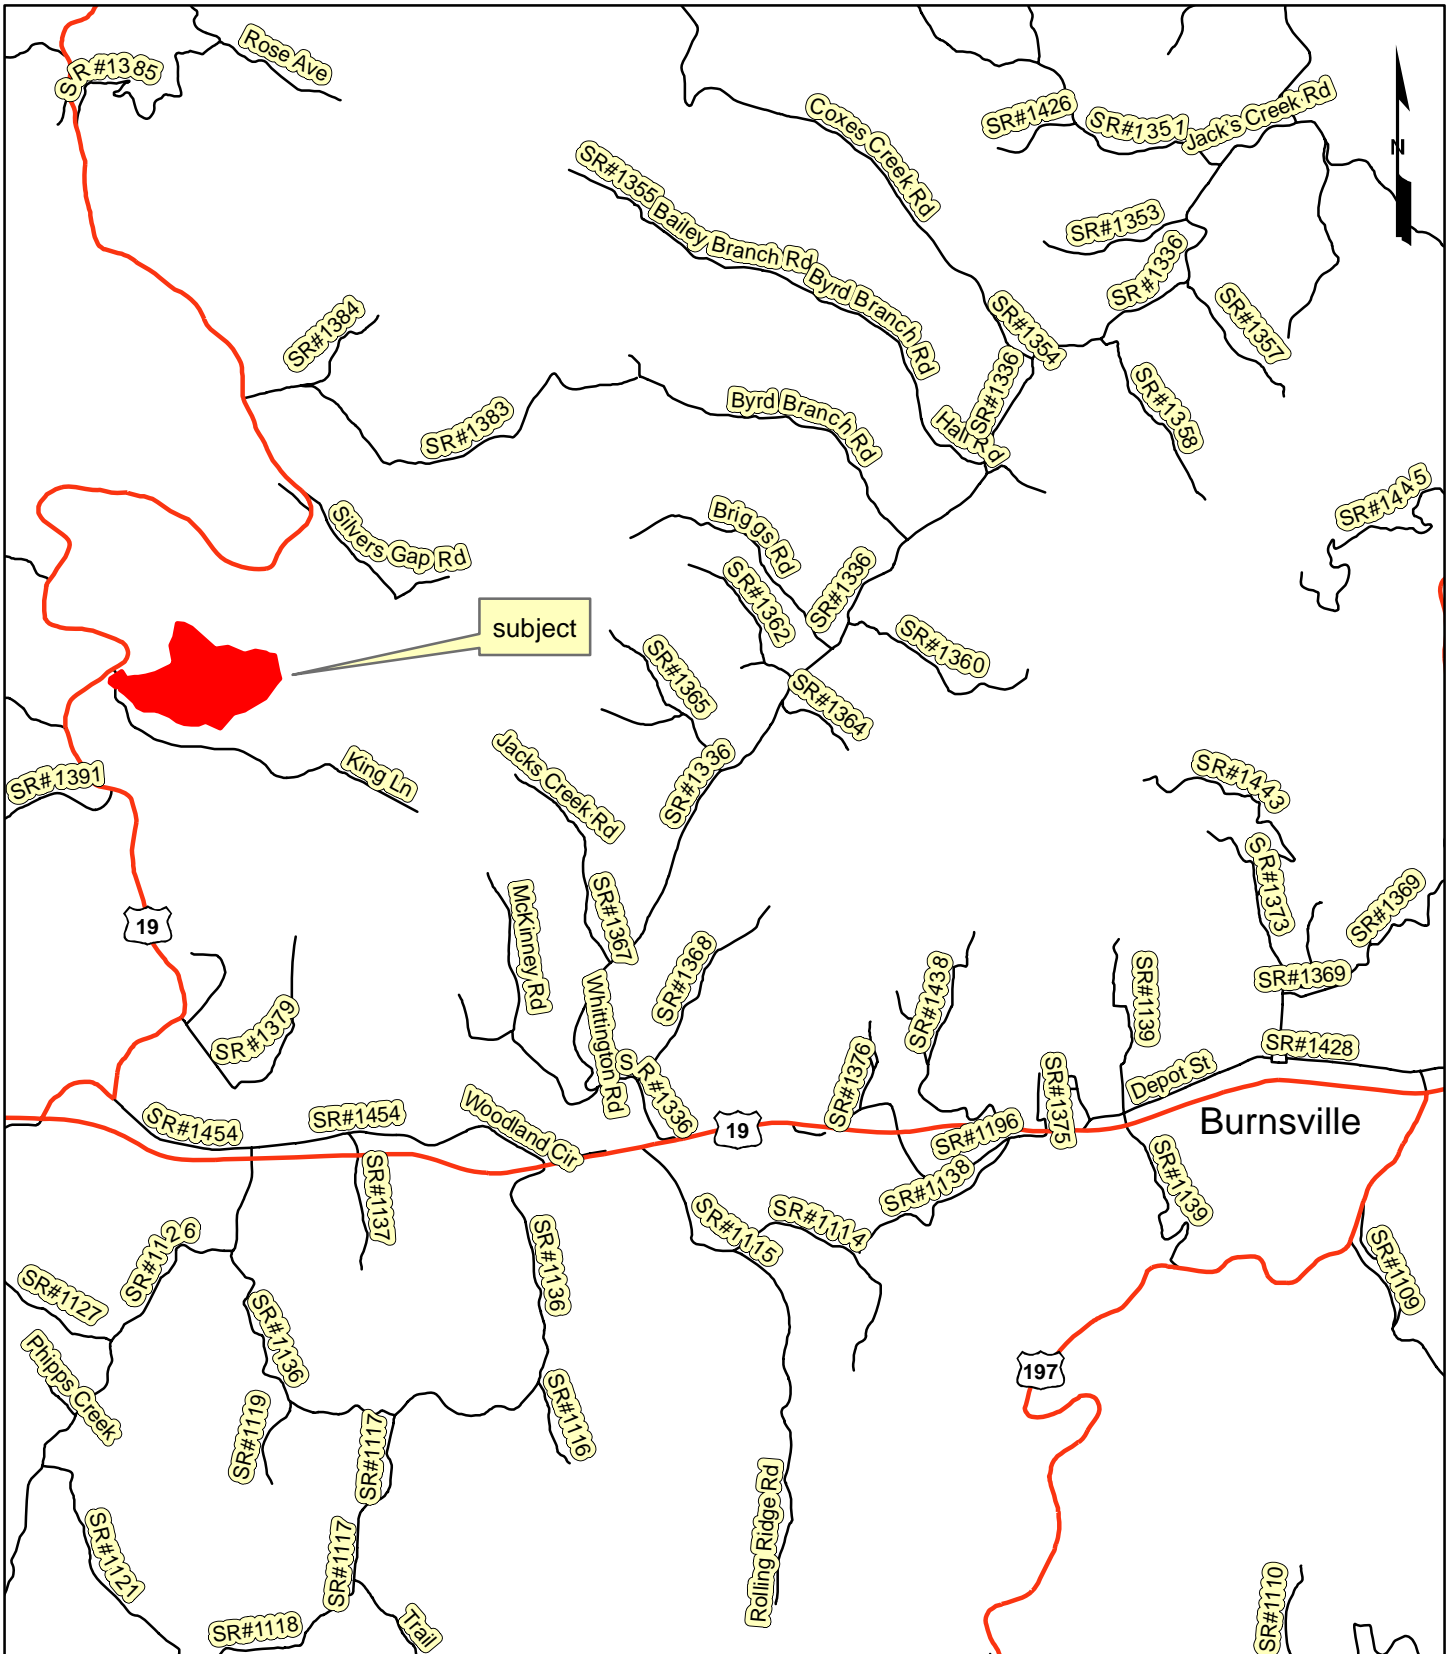 Rose Ave
SR#1385
Coxes Creek Rd
SR#1426
SR#1351
Jack's Creek Rd
N
SR#1355
Bailey Branch Rd
Byrd Branch Rd
SR#1353
SR#1336
SR#1357
SR#1384
SR#1354
SR#1336
SR#1358
SR#1383
Byrd Branch Rd
Hall Rd
SR#1445
Silvers Gap Rd
Briggs Rd
SR#1362
SR#1336
subject
SR#1360
SR#1365
SR#1364
King Ln
SR#1391
Jacks Creek Rd
SR#1336
SR#1443
SR#1373
SR#1369
19
McKinney Rd
SR#1367
SR#1368
SR#1438
SR#1139
SR#1369
SR#1379
Whittington Rd
SR#1336
SR#1376
SR#1375
Depot St
SR#1428
SR#1454
SR#1454
Woodland Cir
19
SR#1196
Burnsville
SR#1137
SR#1138
SR#1139
SR#1126
SR#1136
SR#1115
SR#1114
SR#1109
SR#1127
SR#1136
Phipps Creek
197
SR#1119
SR#1117
SR#1116
Rolling Ridge Rd
SR#1121
SR#1117
SR#1118
Trail
SR#1110